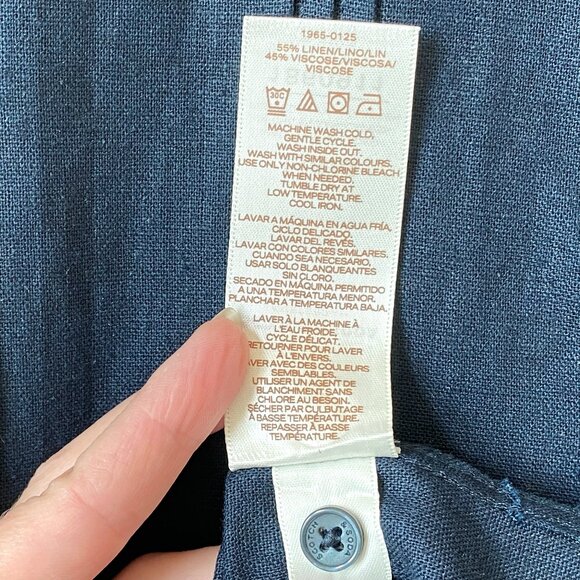 1965-0125
55% LINEN/LINO/LIN
45% VISCOSE/VISCOSA/
VISCOSE
30C
MACHINE WASH COLD,
GENTLE CYCLE.
WASH INSIDE OUT.
WASH WITH SIMILAR COLOURS.
USE ONLY NON-CHLORINE BLEACH
WHEN NEEDED.
TUMBLE DRY AT
LOW TEMPERATURE.
COOL IRON.
LAVAR A MÁQUINA EN AGUA FRÍA,
CICLO DELICADO.
LAVAR DEL REVÉS.
LAVAR CON COLORES SIMILARES.
CUANDO SEA NECESARIO,
USAR SOLO BLANQUEANTES
SIN CLORO.
SECADO EN MÁQUINA PERMITIDO
A UNA TEMPERATURA MENOR.
PLANCHAR A TEMPERATURA BAJA.
LAVER À LA MACHINE À
L'EAU FROIDE,
CYCLE DÉLICAT.
RETOURNER POUR LAVER
À L'ENVERS.
AVER AVEC DES COULEURS
SEMBLABLES.
UTILISER UN AGENT DE
BLANCHIMENT SANS
CHLORE AU BESOIN.
SÉCHER PAR CULBUTAGE
À BASSE TEMPÉRATURE.
REPASSER À BASSE
TEMPÉRATURE.
SCOTCH & SODA